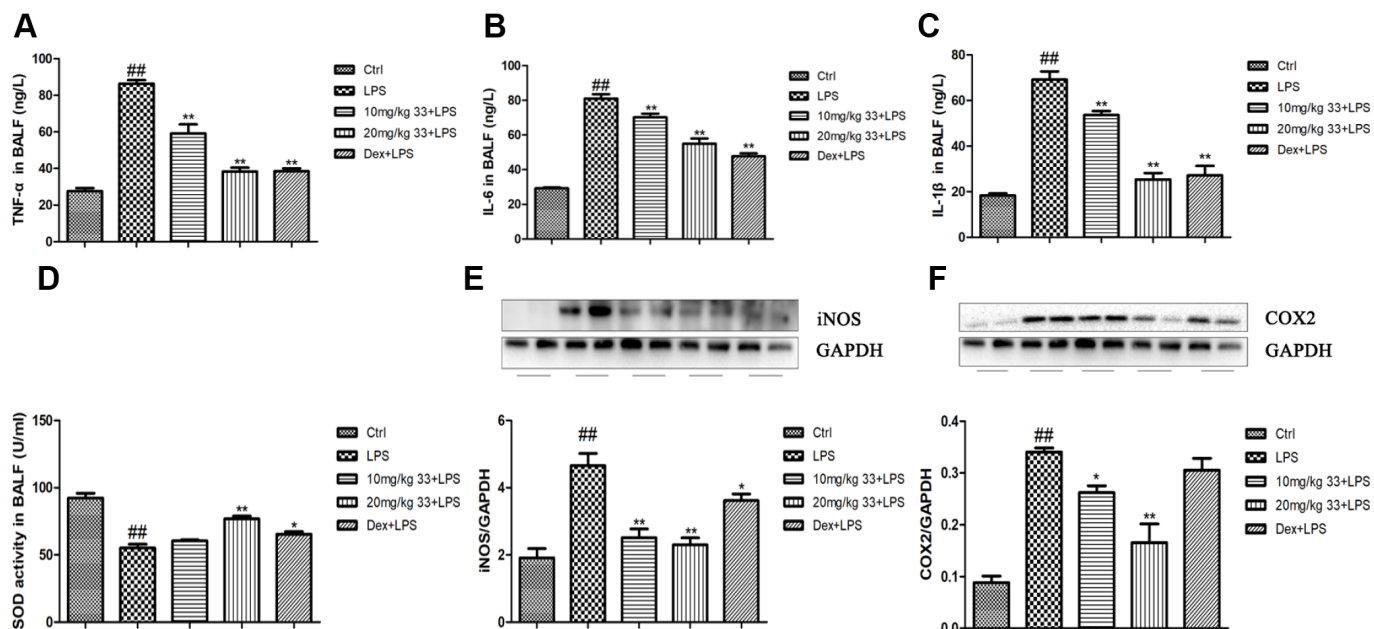 A
TNF-α in BALF (ng/L)
100
80
60
40
20
0
##
**
**
**
Ctrl
LPS
10mg/kg 33+LPS
20mg/kg 33+LPS
Dex+LPS
B
IL-6 in BALF (ng/L)
100
80
60
40
20
0
##
**
**
**
Ctrl
LPS
10mg/kg 33+LPS
20mg/kg 33+LPS
Dex+LPS
C
IL-1β in BALF (ng/L)
80
60
40
20
0
##
**
**
**
Ctrl
LPS
10mg/kg 33+LPS
20mg/kg 33+LPS
Dex+LPS
D
SOD activity in BALF (U/ml)
150
100
50
0
##
**
*
Ctrl
LPS
10mg/kg 33+LPS
20mg/kg 33+LPS
Dex+LPS
E
iNOS
GAPDH
iNOS/GAPDH
6
4
2
0
##
**
**
*
Ctrl
LPS
10mg/kg 33+LPS
20mg/kg 33+LPS
Dex+LPS
F
COX2
GAPDH
COX2/GAPDH
0.4
0.3
0.2
0.1
0.0
##
*
**
Ctrl
LPS
10mg/kg 33+LPS
20mg/kg 33+LPS
Dex+LPS